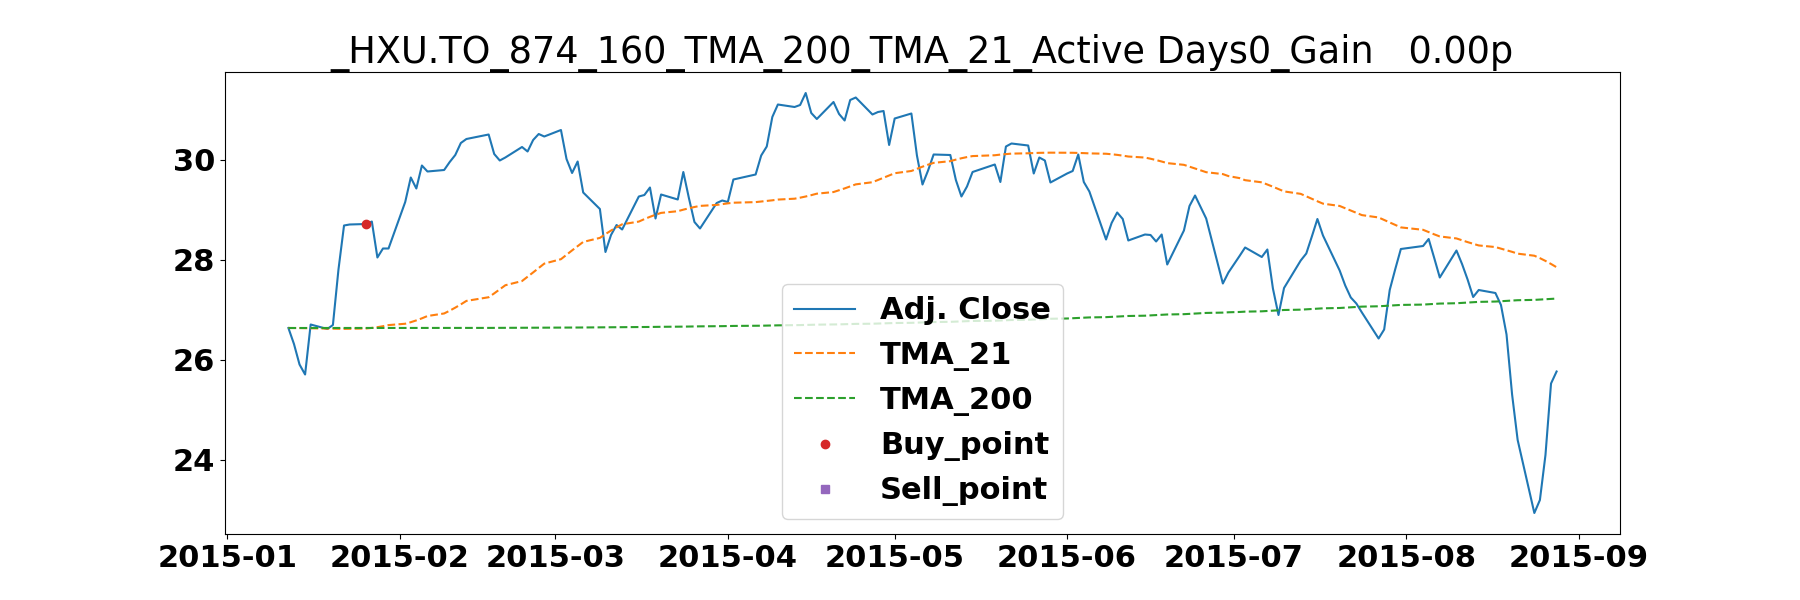 _HXU.TO_874_160_TMA_200_TMA_21_Active Days0_Gain   0.00p
30
28
26
24
Adj. Close
TMA_21
TMA_200
Buy_point
Sell_point
2015-01 2015-02 2015-03 2015-04 2015-05 2015-06 2015-07 2015-08 2015-09